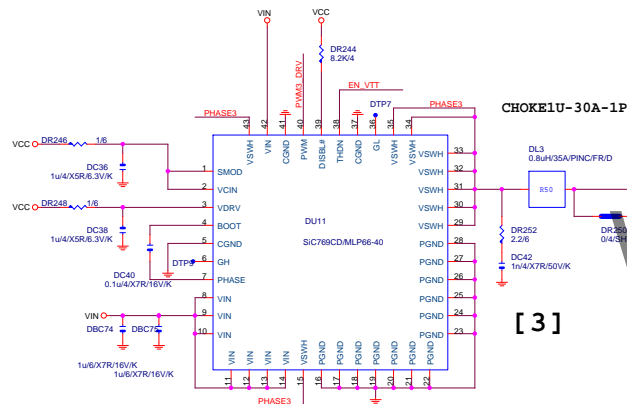 VIN
VCC
DR244
8.2K/4
PWM3_DRV
EN_VTT
DTP7
PHASE3
PHASE3
CHOKE1U-30A-1P
43 42 41 40 39 38 37 36 35 34
VSWH VIN CGND PWM DISBL# THDN CGND GL VSWH VSWH
VCC DR246 1/6
DC36
1u/4/X5R/6.3V/K
VCC DR248 1/6
DC38
1u/4/X5R/6.3V/K
DC40
0.1u/4/X7R/16V/K
DTP9
VIN
DBC74 DBC75
1u/6/X7R/16V/K
1u/6/X7R/16V/K
1 SMOD
2 VCIN
3 VDRV
4 BOOT
5 CGND
6 GH
7 PHASE
8 VIN
9 VIN
10 VIN
DU11
SiC769CD/MLP66-40
VSWH 33
VSWH 32
VSWH 31
VSWH 30
VSWH 29
PGND 28
PGND 27
PGND 26
PGND 25
PGND 24
PGND 23
VIN VIN VIN VIN VSWH PGND PGND PGND PGND PGND PGND PGND
11 12 13 14 15 16 17 18 19 20 21 22
PHASE3
DL3
0.8uH/35A/PINC/FR/D
R50
DR252
2.2/6
DC42
1n/4/X7R/50V/K
DR250
0/4/SH
[3]